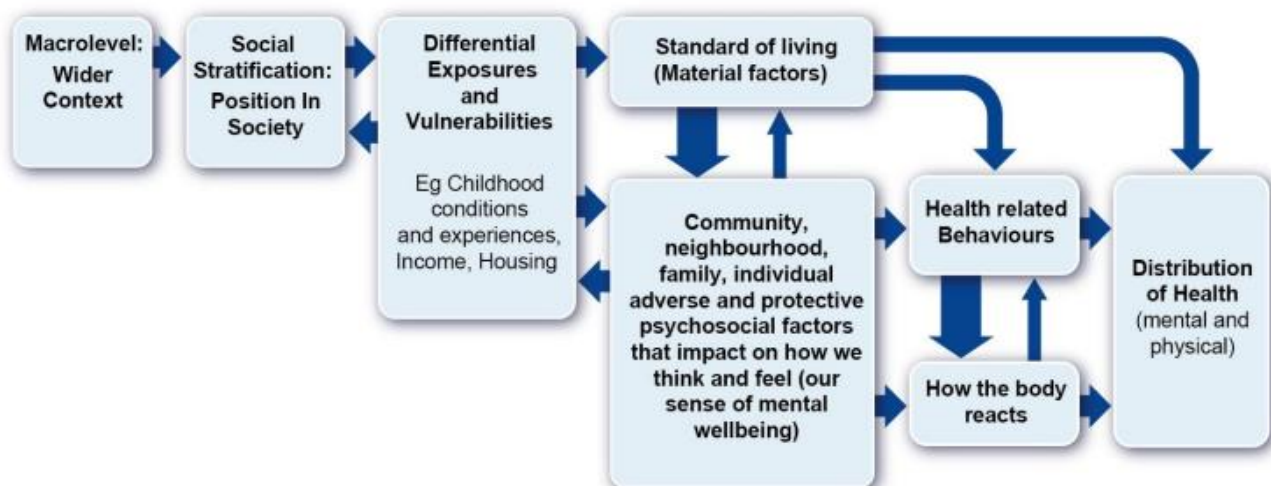 Macrolevel:
Wider
Context
Social
Stratification:
Position In
Society
Differential
Exposures
and
Vulnerabilities
Eg Childhood
conditions
and experiences,
Income, Housing
Standard of living
(Material factors)
Community,
neighbourhood,
family, individual
adverse and protective
psychosocial factors
that impact on how we
think and feel (our
sense of mental
wellbeing)
Health related
Behaviours
How the body
reacts
Distribution
of Health
(mental and
physical)